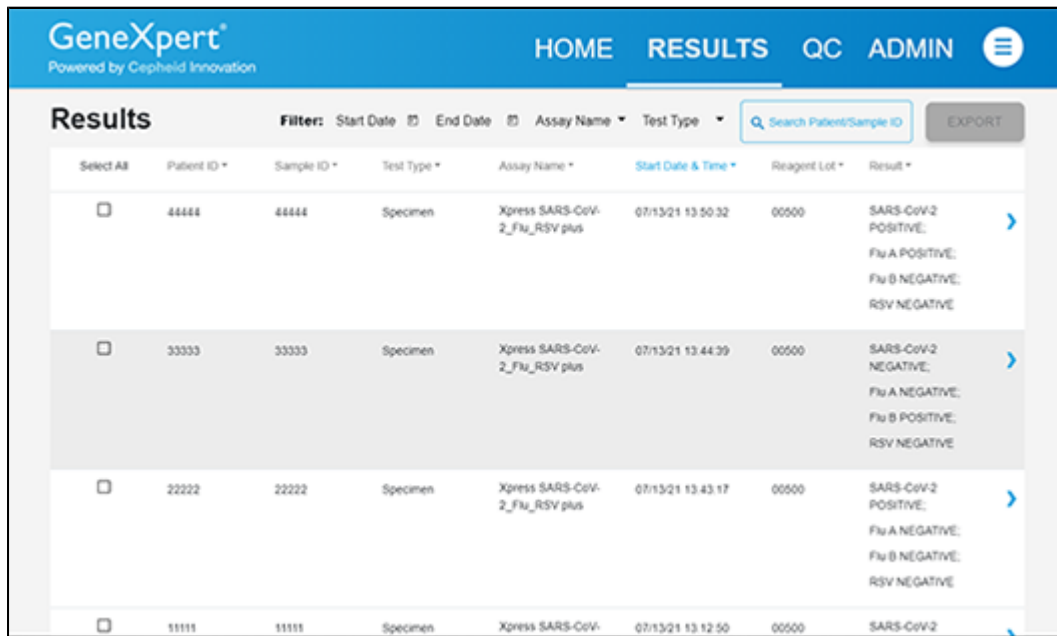 GeneXpert®
Powered by Cepheid Innovation
HOME RESULTS QC ADMIN
Results
Filter: Start Date End Date Assay Name Test Type Search Patient/Sample ID EXPORT
Select All Patient ID Sample ID Test Type Assay Name Start Date & Time Reagent Lot Result
44444 44444 Specimen Xpress SARS-CoV- 07/13/21 13:50:32 00500 SARS-CoV-2
2_Flu_RSV plus POSITIVE;
Flu A POSITIVE;
Flu B NEGATIVE;
RSV NEGATIVE
33333 33333 Specimen Xpress SARS-CoV- 07/13/21 13:44:39 00500 SARS-CoV-2
2_Flu_RSV plus NEGATIVE;
Flu A NEGATIVE;
Flu B POSITIVE;
RSV NEGATIVE
22222 22222 Specimen Xpress SARS-CoV- 07/13/21 13:43:17 00500 SARS-CoV-2
2_Flu_RSV plus POSITIVE;
Flu A NEGATIVE;
Flu B NEGATIVE;
RSV NEGATIVE
11111 11111 Specimen Xpress SARS-CoV- 07/13/21 13:12:50 00500 SARS-CoV-2